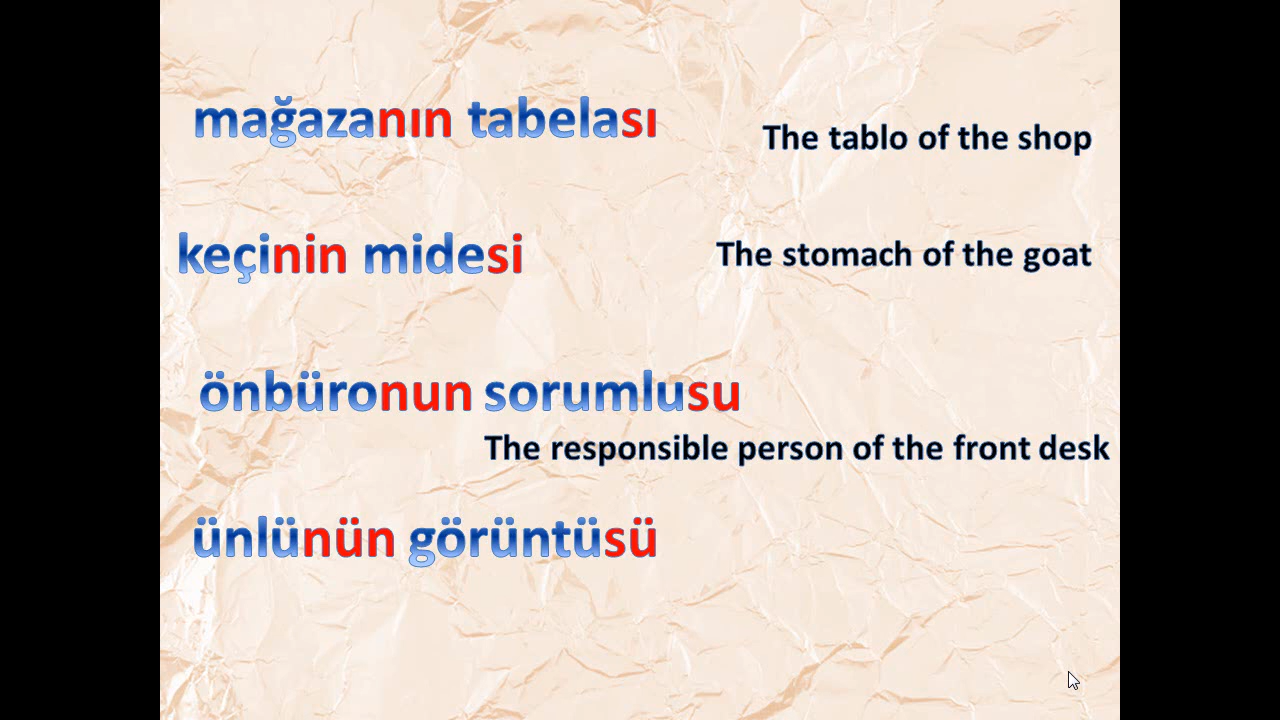 mağazanın tabelası
The tablo of the shop
keçinin midesi
The stomach of the goat
önbüronun sorumlusu
The responsible person of the front desk
ünlünün görüntüsü